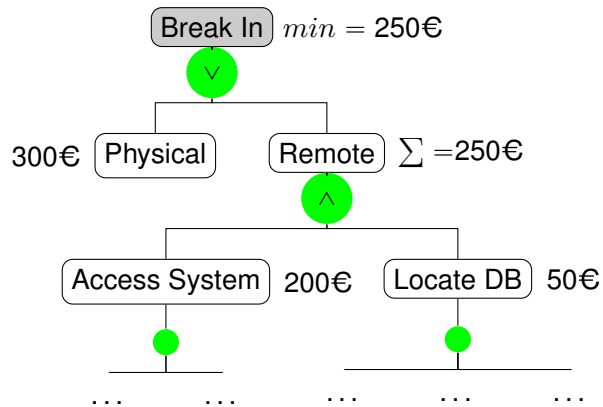 Break In min = 250€
∨
300€ Physical Remote ∑ =250€
∧
Access System 200€ Locate DB 50€
... ... ... ... ...